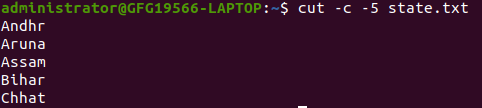 administrator@GFG19566-LAPTOP:~$ cut -c -5 state.txt
Andhr
Aruna
Assam
Bihar
Chhat